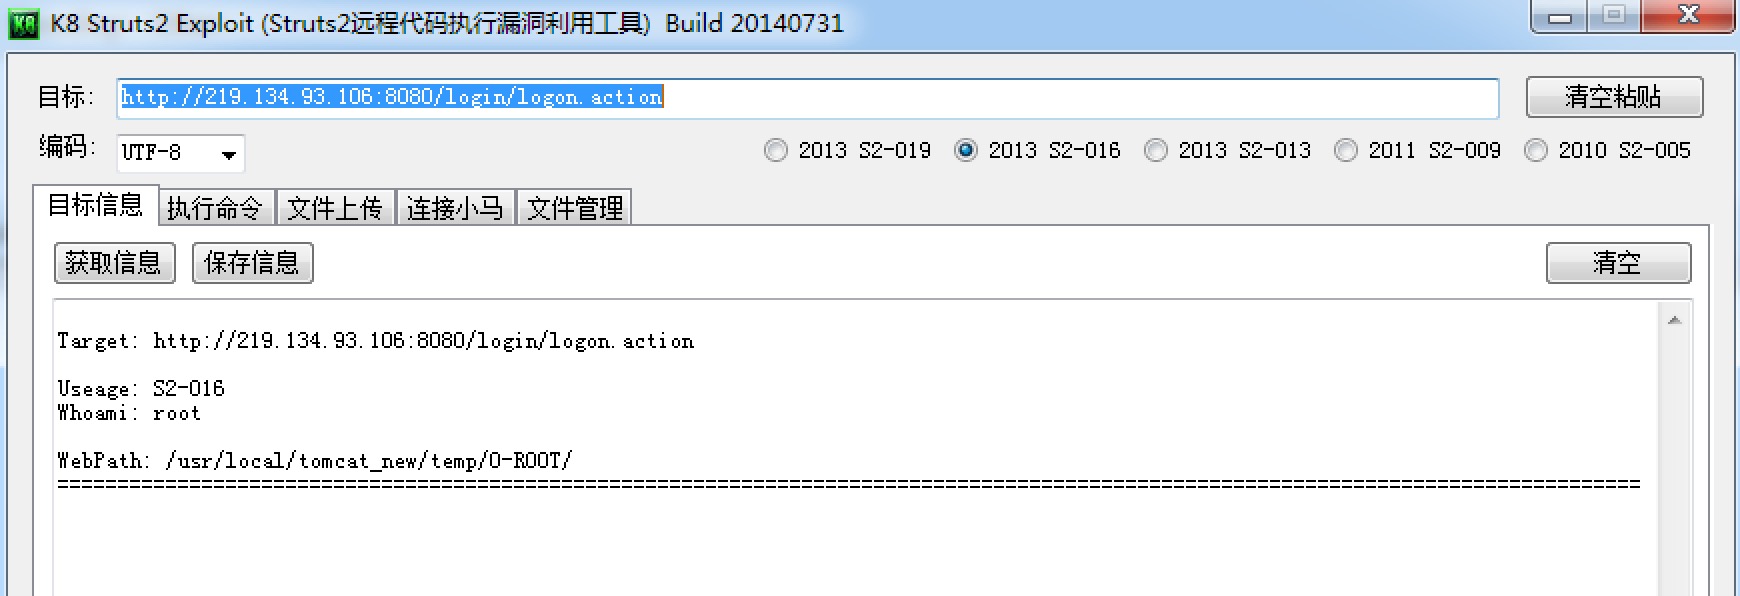 K8 K8 Struts2 Exploit (Struts2远程代码执行漏洞利用工具) Build 20140731
目标: http://219.134.93.106:8080/login/logon.action 清空粘贴
编码: UTF-8 2013 S2-019 2013 S2-016 2013 S2-013 2011 S2-009 2010 S2-005
目标信息 执行命令 文件上传 连接小马 文件管理
获取信息 保存信息 清空
Target: http://219.134.93.106:8080/login/logon.action
Useage: S2-016
Whoami: root
WebPath: /usr/local/tomcat_new/temp/0-ROOT/
====================================================================================================================================